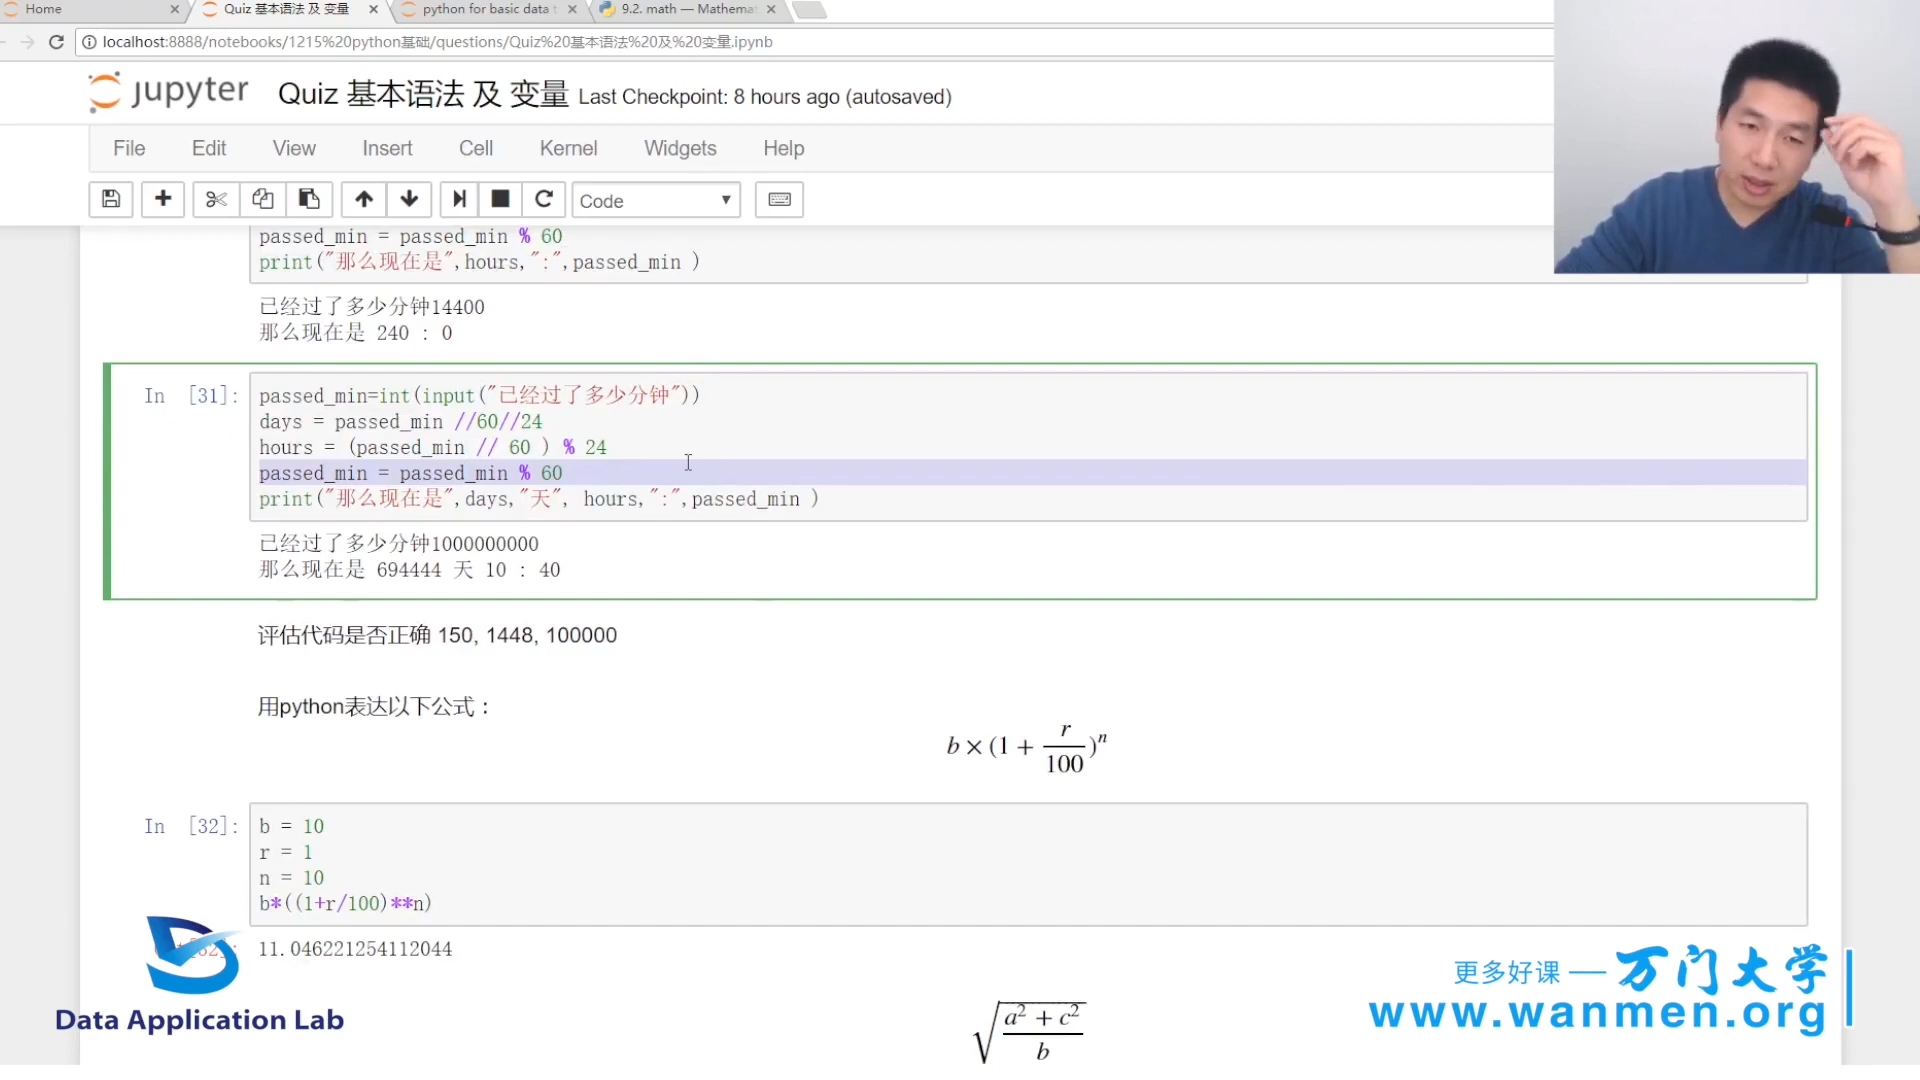 Home
Quiz 基本语法 及 变量
python for basic data t
9.2. math — Mathema
localhost:8888/notebooks/1215%20python基础/questions/Quiz%20基本语法%20及%20变量.ipynb
jupyter
Quiz 基本语法 及 变量 Last Checkpoint: 8 hours ago (autosaved)
File Edit View Insert Cell Kernel Widgets Help
Code
passed_min = passed_min % 60
print("那么现在是",hours,":",passed_min )
已经过了多少分钟14400
那么现在是 240 : 0
In [31]:
passed_min=int(input("已经过了多少分钟"))
days = passed_min //60//24
hours = (passed_min // 60 ) % 24
passed_min = passed_min % 60
print("那么现在是",days,"天", hours,":",passed_min )
已经过了多少分钟1000000000
那么现在是 694444 天 10 : 40
评估代码是否正确 150, 1448, 100000
用python表达以下公式：
b × (1 + r/100)^n
In [32]:
b = 10
r = 1
n = 10
b*((1+r/100)**n)
11.046221254112044
√((a² + c²)/b)
Data Application Lab
更多好课 — 万门大学
www.wanmen.org